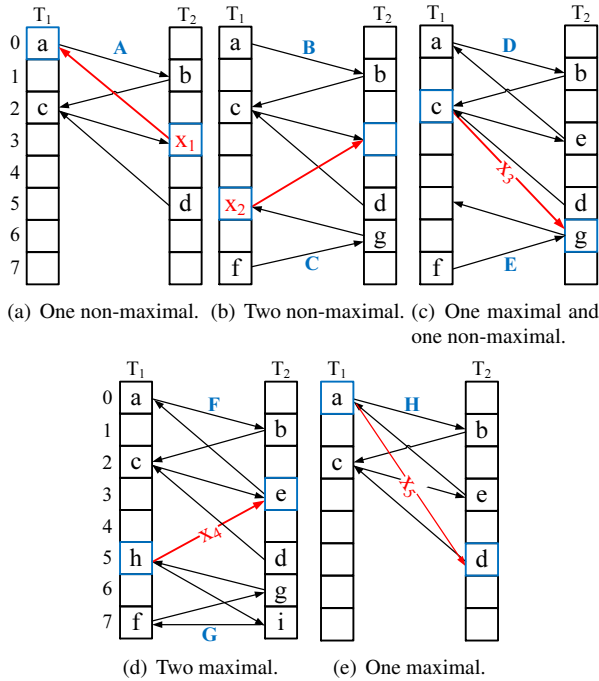 T1 T2 T1 T2 T1 T2
0 a A a B a D
1 b b b
2 c c c
3 x1 e
x3
4
5 d x2 d d
6 g g
7 f C f E
(a) One non-maximal. (b) Two non-maximal. (c) One maximal and
one non-maximal.
T1 T2 T1 T2
0 a F a H
1 b b
2 c c
3 e e
x4 x5
4
5 h d d
6 g
7 f G i
(d) Two maximal. (e) One maximal.